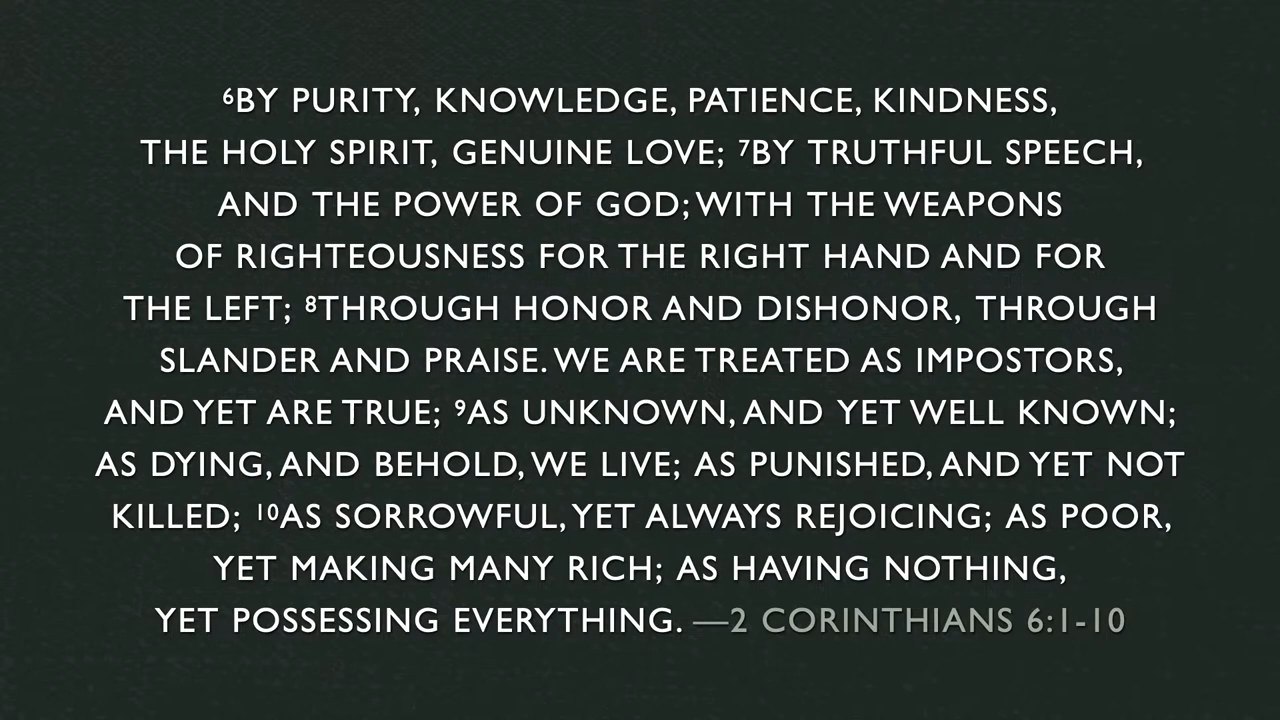 ⁶BY PURITY, KNOWLEDGE, PATIENCE, KINDNESS,
THE HOLY SPIRIT, GENUINE LOVE; ⁷BY TRUTHFUL SPEECH,
AND THE POWER OF GOD; WITH THE WEAPONS
OF RIGHTEOUSNESS FOR THE RIGHT HAND AND FOR
THE LEFT; ⁸THROUGH HONOR AND DISHONOR, THROUGH
SLANDER AND PRAISE. WE ARE TREATED AS IMPOSTORS,
AND YET ARE TRUE; ⁹AS UNKNOWN, AND YET WELL KNOWN;
AS DYING, AND BEHOLD, WE LIVE; AS PUNISHED, AND YET NOT
KILLED; ¹⁰AS SORROWFUL, YET ALWAYS REJOICING; AS POOR,
YET MAKING MANY RICH; AS HAVING NOTHING,
YET POSSESSING EVERYTHING. —2 CORINTHIANS 6:1-10